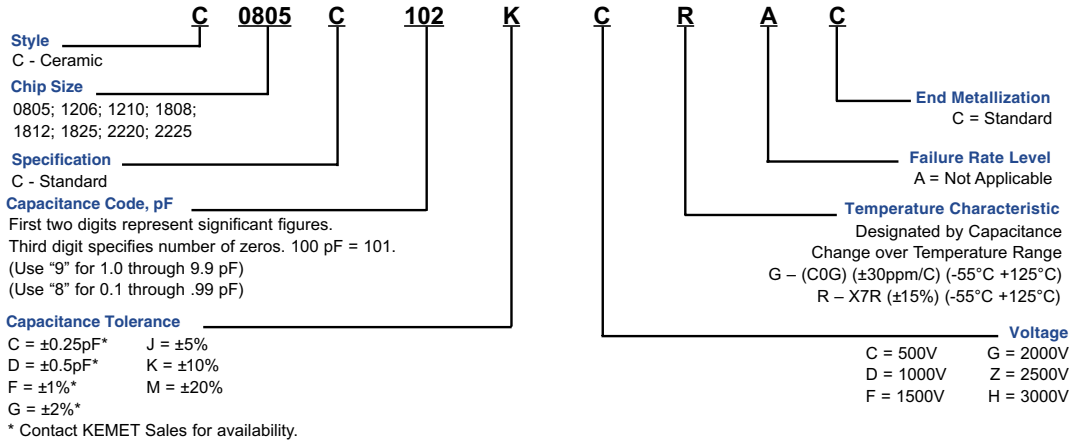 C 0805 C 102 K C R A C
Style
C - Ceramic
Chip Size
0805; 1206; 1210; 1808;
1812; 1825; 2220; 2225
Specification
C - Standard
Capacitance Code, pF
First two digits represent significant figures.
Third digit specifies number of zeros. 100 pF = 101.
(Use “9” for 1.0 through 9.9 pF)
(Use “8” for 0.1 through .99 pF)
Capacitance Tolerance
C = ±0.25pF* J = ±5%
D = ±0.5pF* K = ±10%
F = ±1%* M = ±20%
G = ±2%*
* Contact KEMET Sales for availability.
End Metallization
C = Standard
Failure Rate Level
A = Not Applicable
Temperature Characteristic
Designated by Capacitance
Change over Temperature Range
G – (C0G) (±30ppm/C) (-55°C +125°C)
R – X7R (±15%) (-55°C +125°C)
Voltage
C = 500V G = 2000V
D = 1000V Z = 2500V
F = 1500V H = 3000V